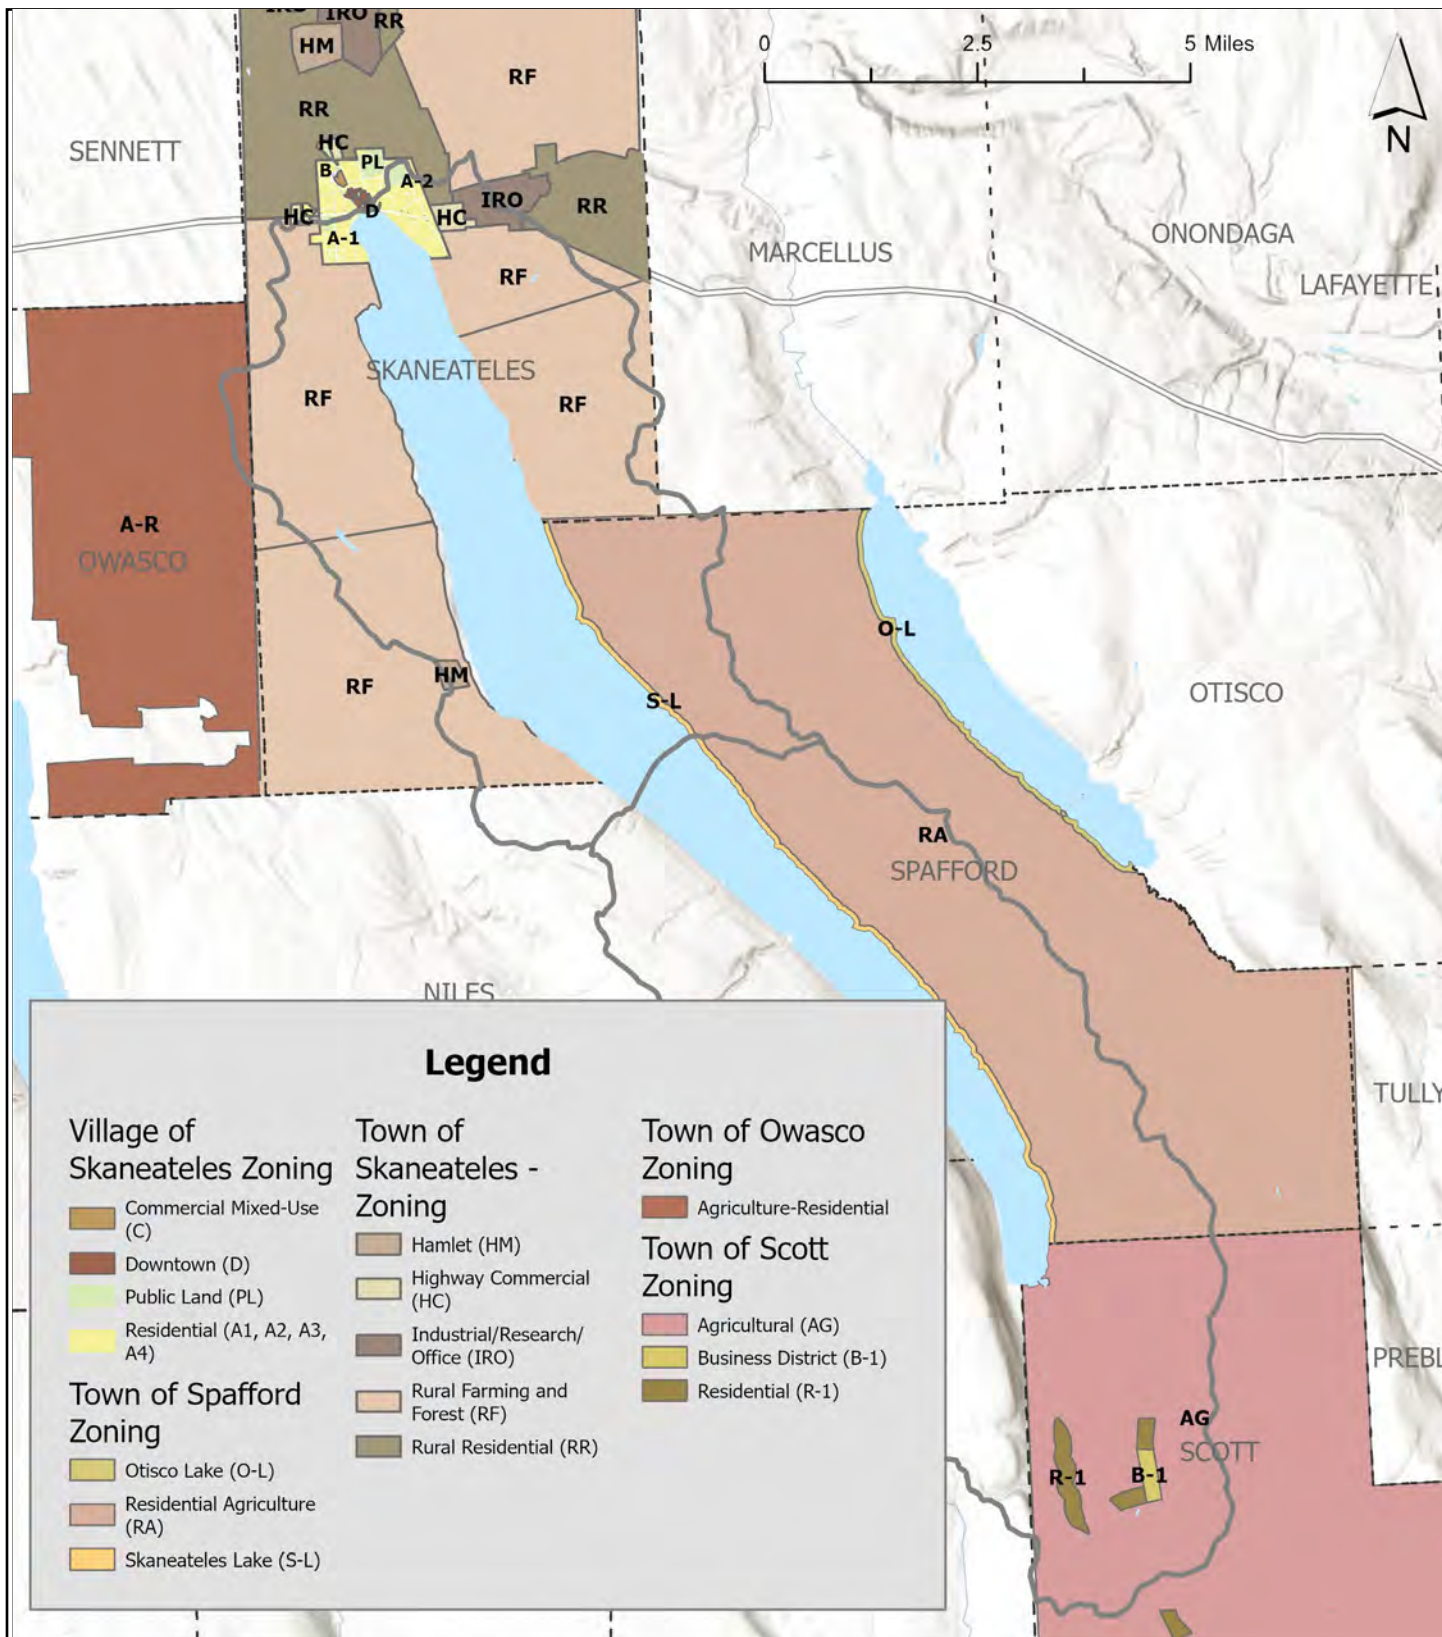 IRO
IRO
RR
HM
0
2.5
5 Miles
RF
RR
N
SENNETT
HC
PL
B
A-2
IRO
RR
HC
D
HC
A-1
ONONDAGA
MARCELLUS
RF
LAFAYETTE
SKANEATELES
RF
RF
A-R
OWASCO
O-L
HM
RF
S-L
OTISCO
RA
SPAFFORD
NILES
TULLY
PREBL
AG
SCOTT
R-1
B-1
Legend
Village of
Skaneateles Zoning
Commercial Mixed-Use
(C)
Downtown (D)
Public Land (PL)
Residential (A1, A2, A3,
A4)
Town of Spafford
Zoning
Otisco Lake (O-L)
Residential Agriculture
(RA)
Skaneateles Lake (S-L)
Town of
Skaneateles -
Zoning
Hamlet (HM)
Highway Commercial
(HC)
Industrial/Research/
Office (IRO)
Rural Farming and
Forest (RF)
Rural Residential (RR)
Town of Owasco
Zoning
Agriculture-Residential
Town of Scott
Zoning
Agricultural (AG)
Business District (B-1)
Residential (R-1)